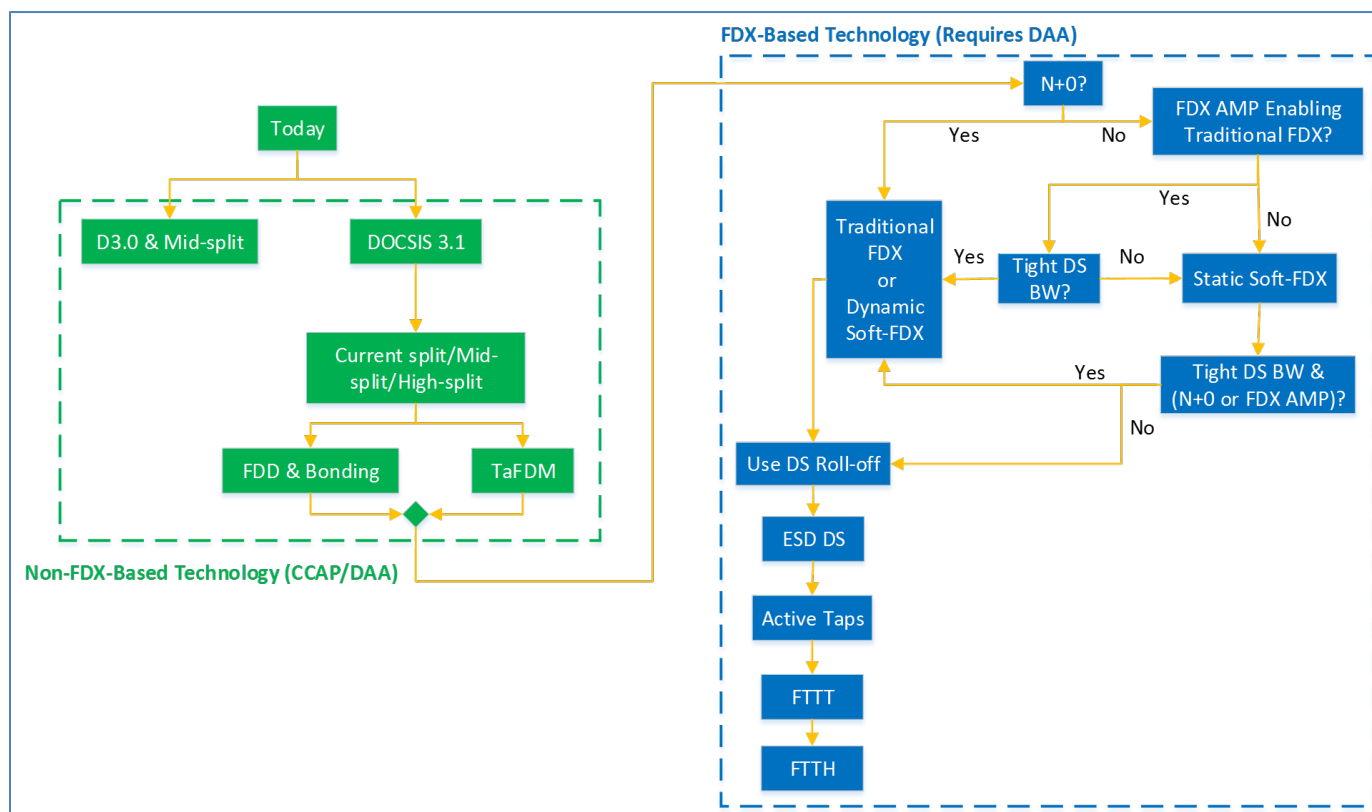 FDX-Based Technology (Requires DAA)
Today
D3.0 & Mid-split
DOCSIS 3.1
Current split/Mid-
split/High-split
FDD & Bonding
TaFDM
Non-FDX-Based Technology (CCAP/DAA)
N+0?
Yes
No
FDX AMP Enabling
Traditional FDX?
Yes
No
Traditional
FDX
or
Dynamic
Soft-FDX
Yes
Tight DS
BW?
No
Static Soft-FDX
Yes
Tight DS BW &
(N+0 or FDX AMP)?
No
Use DS Roll-off
ESD DS
Active Taps
FTTT
FTTH